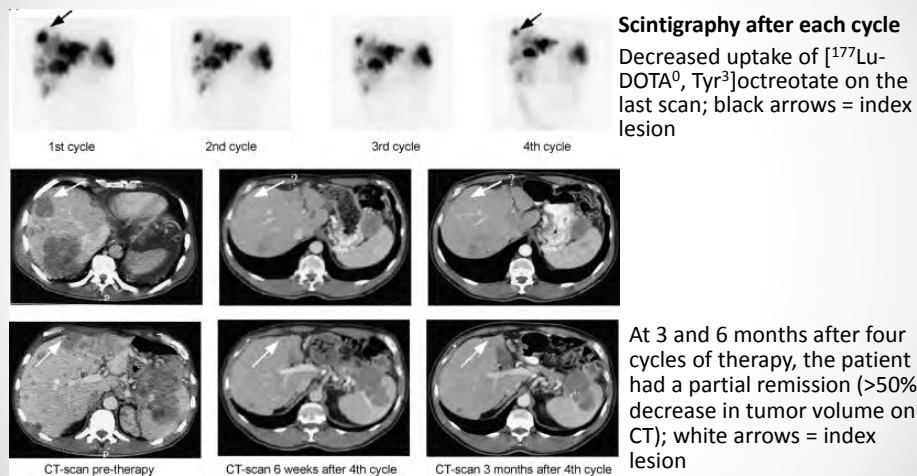 Scintigraphy after each cycle
Decreased uptake of [¹⁷⁷Lu-
DOTA⁰, Tyr³]octreotate on the
last scan; black arrows = index
lesion
1st cycle
2nd cycle
3rd cycle
4th cycle
?
?
P
P
At 3 and 6 months after four
cycles of therapy, the patient
had a partial remission (>50%
decrease in tumor volume on
CT); white arrows = index
lesion
CT-scan pre-therapy
CT-scan 6 weeks after 4th cycle
CT-scan 3 months after 4th cycle